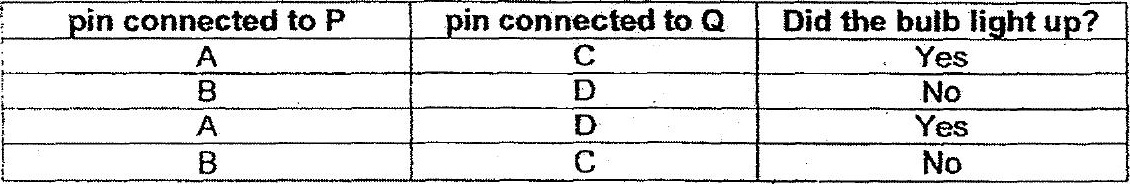 pin connected to P pin connected to Q Did the bulb light up?
A C Yes
B D No
A D Yes
B C No